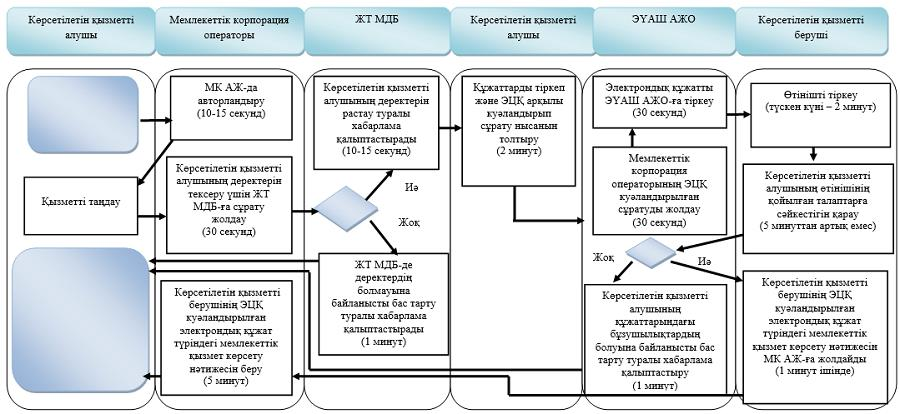 Көрсетілетін қызметті
алушы
Мемлекеттік корпорация
операторы
ЖТ МДБ
Көрсетілетін қызметті
алушы
ЭҮАШ АЖО
Көрсетілетін қызметті
беруші
МК АЖ-да
авторландыру
(10-15 секунд)
Қызметті таңдау
Көрсетілетін қызметті
алушының деректерін
тексеру үшін ЖТ
МДБ-ға сұрату
жолдау
(30 секунд)
Көрсетілетін қызметті
берушінің ЭЦҚ
куәландырылған
электрондық құжат
түріндегі мемлекеттік
қызмет көрсету
нәтижесін беру
(5 минут)
Көрсетілетін қызметті
алушының деректерін
растау туралы
хабарлама
қалыптастырады
(10-15 секунд)
Иә
Жоқ
ЖТ МДБ-де
деректердің
болмауына
байланысты бас тарту
туралы хабарлама
қалыптастырады
(1 минут)
Құжаттарды тіркеп
және ЭЦҚ арқылы
куәландырып
сұрату нысанын
толтыру
(2 минут)
Электрондық құжатты
ЭҮАШ АЖО-ға тіркеу
(30 секунд)
Мемлекеттік
корпорация
операторының ЭЦҚ
куәландырылған
сұратуды жолдау
(30 секунд)
Жоқ
Иә
Көрсетілетін қызметті
алушының
құжаттарындағы
бұзушылықтардың
болуына байланысты бас
тарту туралы хабарлама
қалыптастыру
(1 минут)
Өтінішті тіркеу
(түскен күні – 2 минут)
Көрсетілетін қызметті
алушының өтінішінің
қойылған талаптарға
сәйкестігін қарау
(5 минуттан артық емес)
Көрсетілетін қызметті
берушінің ЭЦҚ
куәландырылған
электрондық құжат
түріндегі мемлекеттік
қызмет көрсету нәтижесін
МК АЖ-ға жолдайды
(1 минут ішінде)